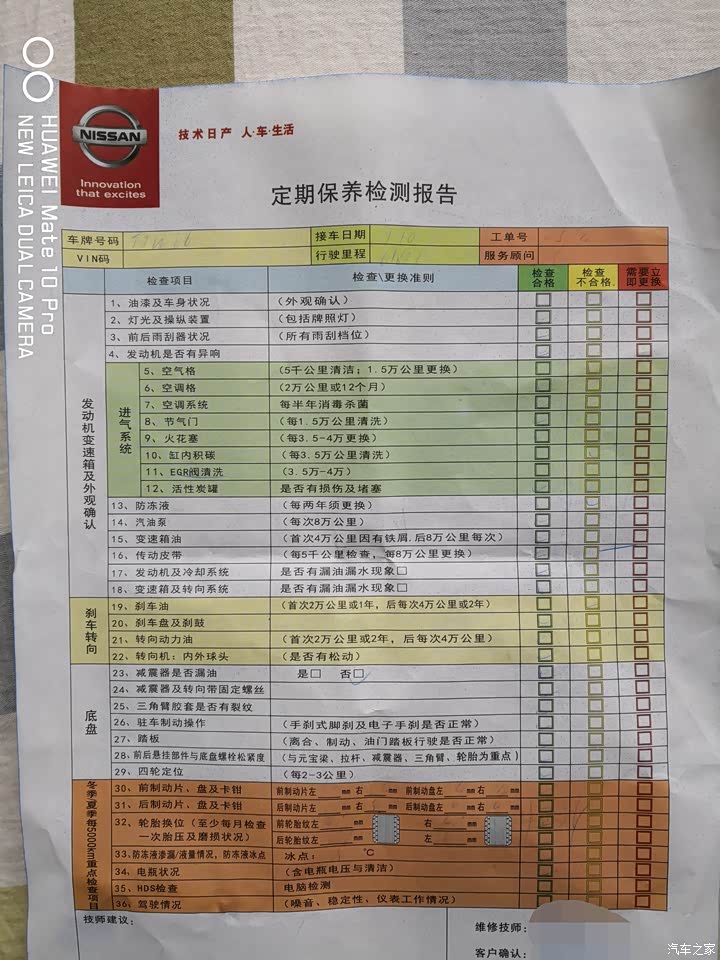 HUAWEI Mate 10 Pro
NEW LEICA DUAL CAMERA
NISSAN
Innovation
that excites
技术日产 人·车·生活
定期保养检测报告
车牌号码 接车日期 工单号
VIN码 行驶里程 服务顾问
检查项目 检查\更换准则 检查合格 检查不合格. 需要立即更换
发动机变速箱及外观确认
1、油漆及车身状况 (外观确认)
2、灯光及操纵装置 (包括牌照灯)
3、前后雨刮器状况 (所有雨刮档位)
4、发动机是否有异响
进气系统
5、空气格 (5千公里清洁;1.5万公里更换)
6、空调格 (2万公里或12个月)
7、空调系统 每半年消毒杀菌
8、节气门 (每1.5万公里清洗)
9、火花塞 (每3.5-4万更换)
10、缸内积碳 (每3.5万公里清洗)
11、EGR阀清洗 (3.5万-4万)
12、活性炭罐 是否有损伤及堵塞
13、防冻液 (每两年须更换)
14、汽油泵 (每次8万公里)
15、变速箱油 (首次4万公里因有铁屑.后8万公里每次)
16、传动皮带 (每5千公里检查,每8万公里更换)
17、发动机及冷却系统 是否有漏油漏水现象□
18、变速箱及转向系统 是否有漏油漏水现象□
刹车转向
19、刹车油 (首次2万公里或1年,后每次4万公里或2年)
20、刹车盘及刹鼓
21、转向动力油 (首次2万公里或2年,后每次4万公里)
22、转向机:内外球头 (是否有松动)
底盘
23、减震器是否漏油 是□ 否□
24、减震器及转向带固定螺丝
25、三角臂胶套是否有裂纹
26、驻车制动操作 (手刹式脚刹及电子手刹是否正常)
27、踏板 (离合、制动、油门踏板行驶是否正常)
28、前后悬挂部件与底盘螺栓松紧度 (与元宝梁、拉杆、减震器、三角臂、轮胎为重点)
29、四轮定位 (每2-3公里)
冬季夏季每5000km重点检查项目
30、前制动片、盘及卡钳 前制动片左 mm 右 mm 前制动盘左 mm 右 mm
31、后制动片、盘及卡钳 后制动片左 mm 右 mm 后制动盘左 mm 右 mm
32、轮胎换位(至少每月检查一次胎压及磨损状况) 前轮胎纹左 mm 右 mm
后轮胎纹左 mm 左 mm
33、防冻液渗漏/液量情况,防冻液冰点 冰点: ℃
34、电瓶状况 (含电瓶电压与清洁)
35、HDS检查 电脑检测
36、驾驶情况 (噪音、稳定性,仪表工作情况)
技师建议:
维修技师:
客户确认:
汽车之家